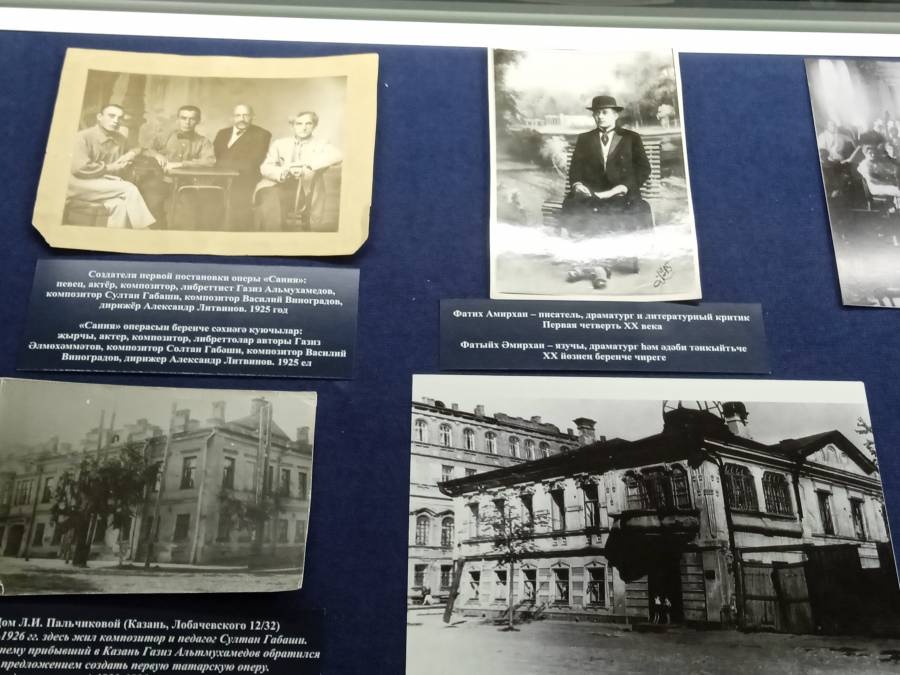 Создатели первой постановки оперы «Сания»:
певец, актёр, композитор, либреттист Газиз Альмухамедов,
композитор Султан Габаши, композитор Василий Виноградов,
дирижёр Александр Литвинов. 1925 год
«Сания» операсын беренче сәхнәгә куючылар:
җырчы, актер, композитор, либреттолар авторы Газиз
Әлмөхәммәтов, композитор Солтан Габәши, композитор Василий
Виноградов, дирижер Александр Литвинов. 1925 ел
Фатих Амирхан – писатель, драматург и литературный критик
Первая четверть XX века
Фатыйх Әмирхан – язучы, драматург һәм әдәби тәнкыйтьче
XX йөзнең беренче чиреге
Дом Л.И. Пальчиковой (Казань, Лобачевского 12/32)
1926 гг. здесь жил композитор и педагог Султан Габаши.
нему прибывший в Казань Газиз Альтмухамедов обратился
предложением создать первую татарскую оперу,